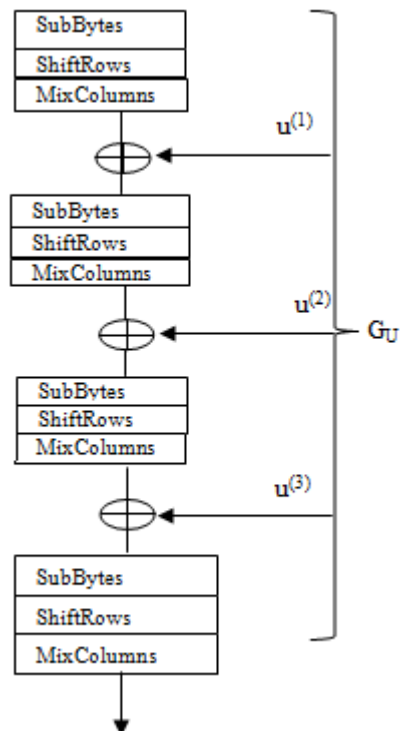 SubBytes
ShiftRows
MixColumns
u(1)
SubBytes
ShiftRows
MixColumns
u(2)
GU
SubBytes
ShiftRows
MixColumns
u(3)
SubBytes
ShiftRows
MixColumns